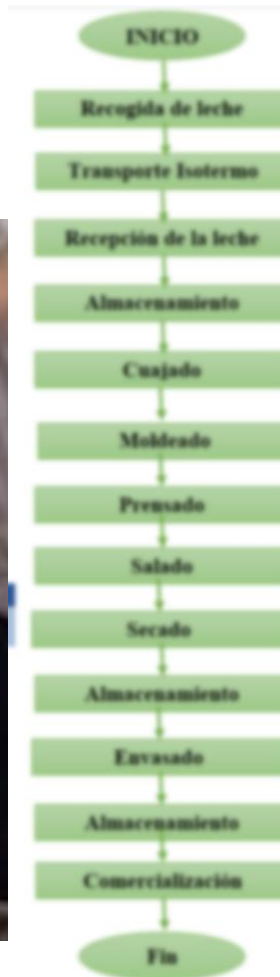 INICIO
Recogida de leche
Transporte Isotermo
Recepción de la leche
Almacenamiento
Cuajado
Moldeado
Prensado
Salado
Secado
Almacenamiento
Envasado
Almacenamiento
Comercialización
Fin